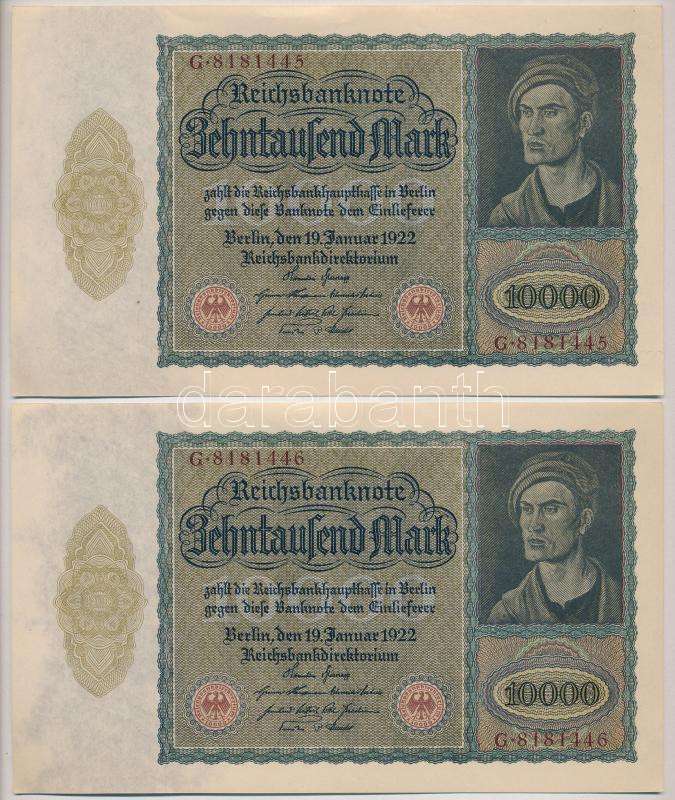 G·8181445
Reichsbanknote
Zehntausend Mark
zahlt die Reichsbankhauptkasse in Berlin
gegen diese Banknote dem Einlieferer
Berlin, den 19. Januar 1922
Reichsbankdirektorium
10000
G·8181445
darabanth
G·8181446
Reichsbanknote
Zehntausend Mark
zahlt die Reichsbankhauptkasse in Berlin
gegen diese Banknote dem Einlieferer
Berlin, den 19. Januar 1922
Reichsbankdirektorium
10000
G·8181446